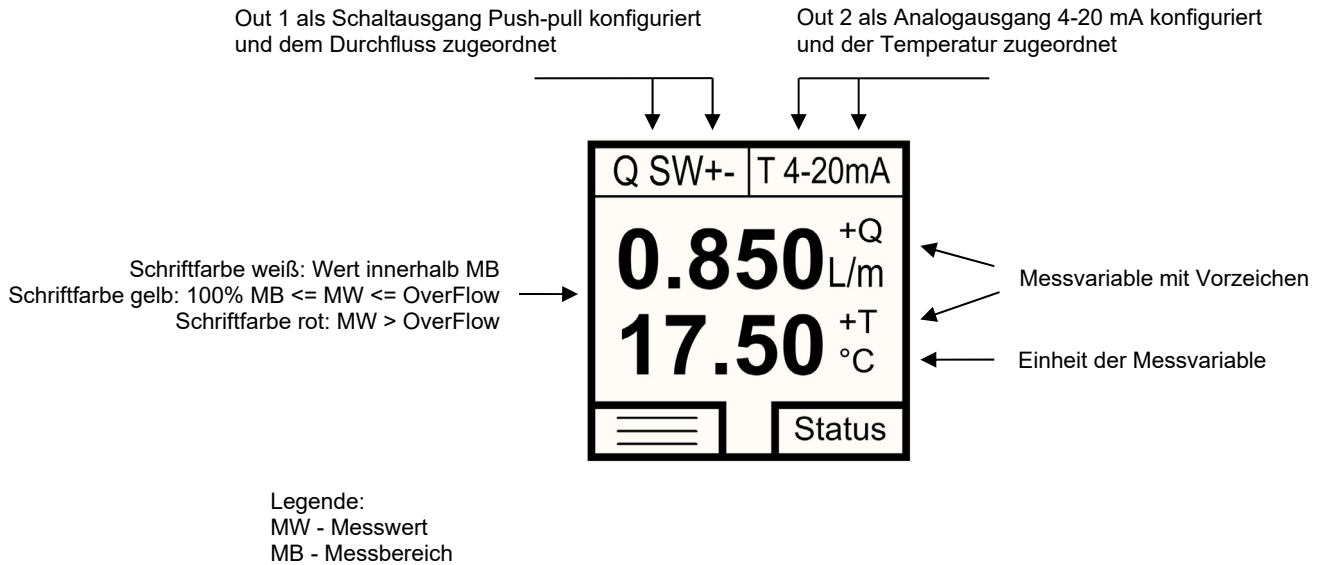 Out 1 als Schaltausgang Push-pull konfiguriert
und dem Durchfluss zugeordnet
Out 2 als Analogausgang 4-20 mA konfiguriert
und der Temperatur zugeordnet
Q SW+-
T 4-20mA
0.850
+Q
L/m
17.50
+T
°C
Status
Schriftfarbe weiß: Wert innerhalb MB
Schriftfarbe gelb: 100% MB <= MW <= OverFlow
Schriftfarbe rot: MW > OverFlow
Messvariable mit Vorzeichen
Einheit der Messvariable
Legende:
MW - Messwert
MB - Messbereich